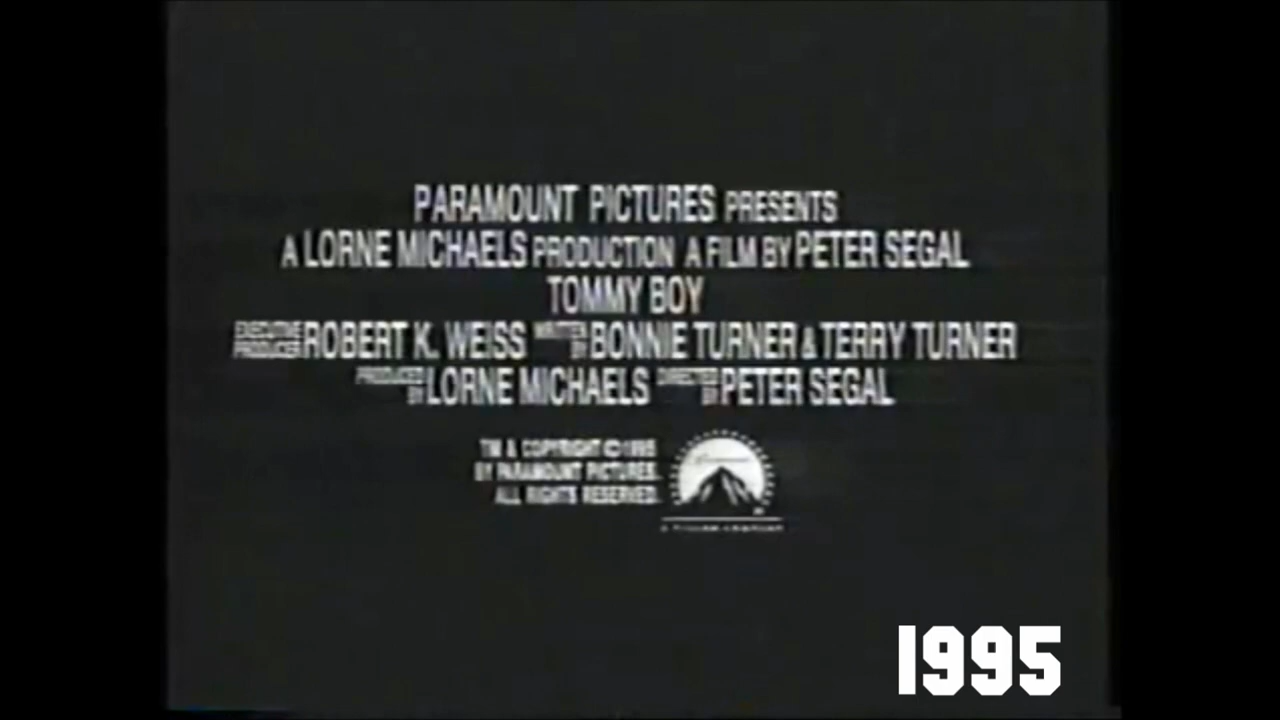 PARAMOUNT PICTURES PRESENTS
A LORNE MICHAELS PRODUCTION A FILM BY PETER SEGAL
TOMMY BOY
EXECUTIVE PRODUCER ROBERT K. WEISS WRITTEN BY BONNIE TURNER & TERRY TURNER
PRODUCED BY LORNE MICHAELS DIRECTED BY PETER SEGAL
TM & COPYRIGHT © 1995
BY PARAMOUNT PICTURES.
ALL RIGHTS RESERVED.
Paramount
1995